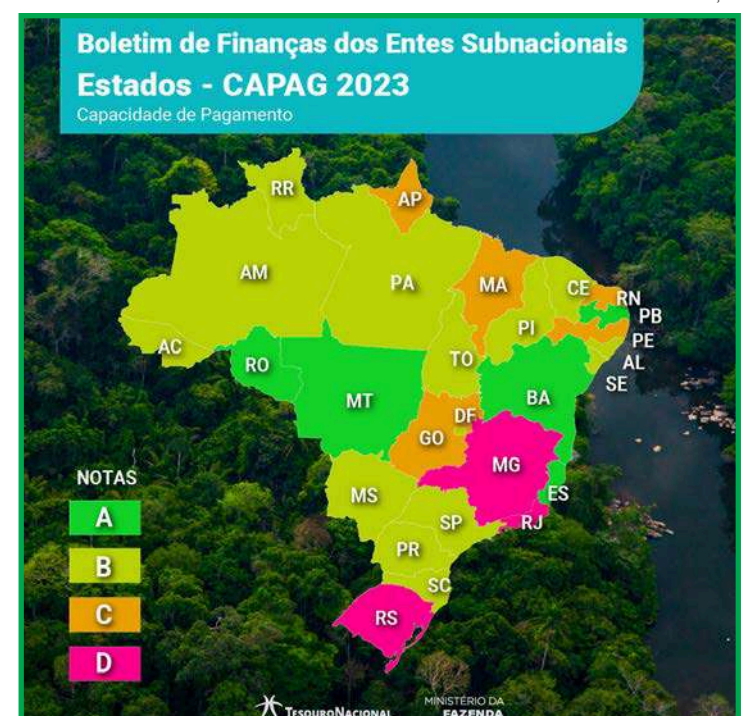 Boletim de Finanças dos Entes Subnacionais
Estados - CAPAG 2023
Capacidade de Pagamento
RR
AP
AM
PA
MA
CE
RN
PB
PI
PE
AC
TO
AL
RO
SE
MT
BA
DF
GO
MG
NOTAS
MS
ES
A
SP
RJ
B
PR
SC
C
RS
D
TESOURONACIONAL
MINISTÉRIO DA
FAZENDA